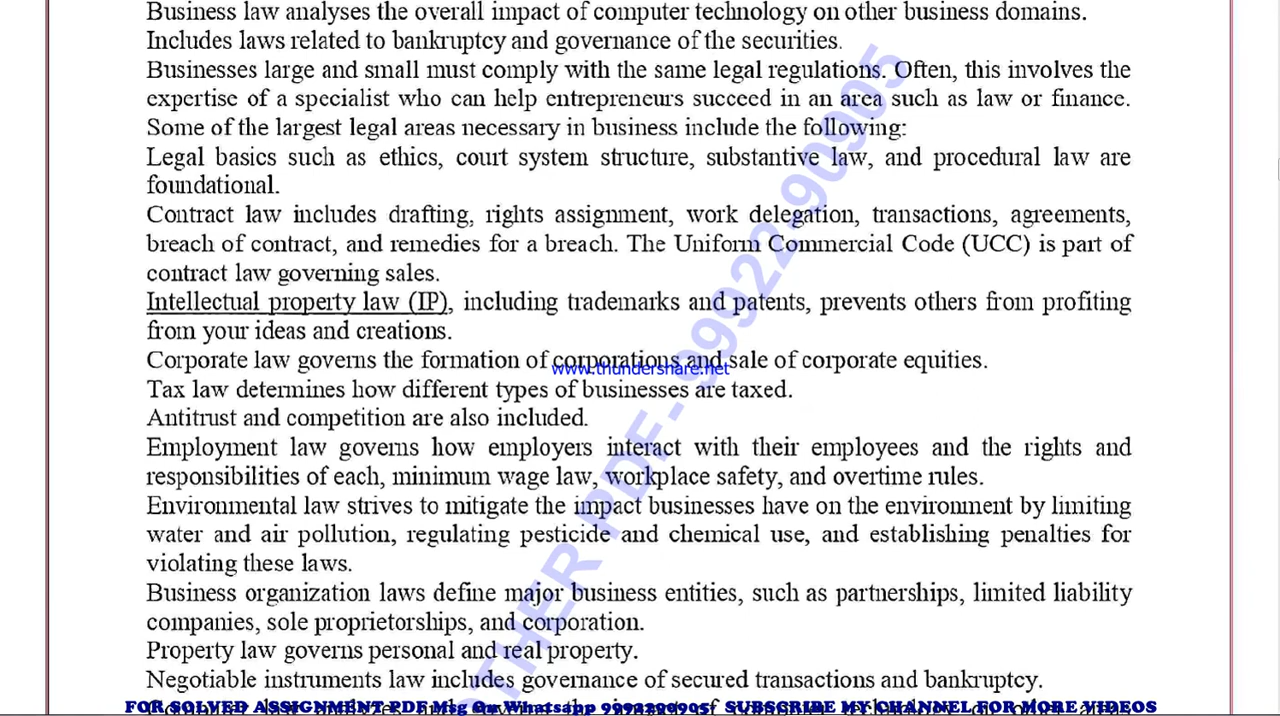 Business law analyses the overall impact of computer technology on other business domains.
Includes laws related to bankruptcy and governance of the securities.
Businesses large and small must comply with the same legal regulations. Often, this involves the
expertise of a specialist who can help entrepreneurs succeed in an area such as law or finance.
Some of the largest legal areas necessary in business include the following:
Legal basics such as ethics, court system structure, substantive law, and procedural law are
foundational.
Contract law includes drafting, rights assignment, work delegation, transactions, agreements,
breach of contract, and remedies for a breach. The Uniform Commercial Code (UCC) is part of
contract law governing sales.
Intellectual property law (IP), including trademarks and patents, prevents others from profiting
from your ideas and creations.
Corporate law governs the formation of corporations and sale of corporate equities.
www.thundershare.net
Tax law determines how different types of businesses are taxed.
Antitrust and competition are also included.
Employment law governs how employers interact with their employees and the rights and
responsibilities of each, minimum wage law, workplace safety, and overtime rules.
Environmental law strives to mitigate the impact businesses have on the environment by limiting
water and air pollution, regulating pesticide and chemical use, and establishing penalties for
violating these laws.
Business organization laws define major business entities, such as partnerships, limited liability
companies, sole proprietorships, and corporation.
Property law governs personal and real property.
Negotiable instruments law includes governance of secured transactions and bankruptcy.
FOR SOLVED ASSIGNMENT PDF Msg On Whatsapp 9992290905 SUBSCRIBE MY CHANNEL FOR MORE VIDEOS
THER PDF- 99922-90905